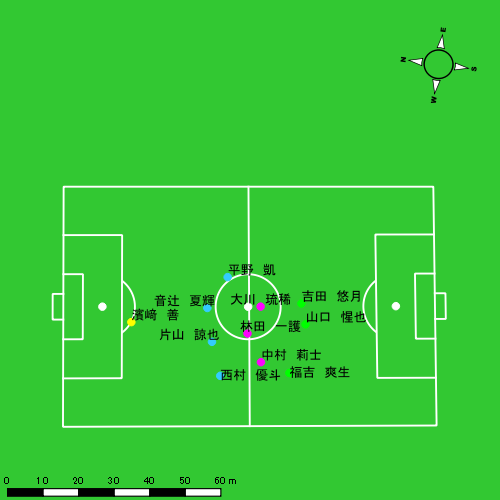 E
N
S
W
平野 凱
音辻 夏輝
大川 琉稀
吉田 悠月
濱﨑 善
林田 一護
山口 惺也
片山 諒也
中村 莉士
西村 優斗
福吉 爽生
0 10 20 30 40 50 60 m